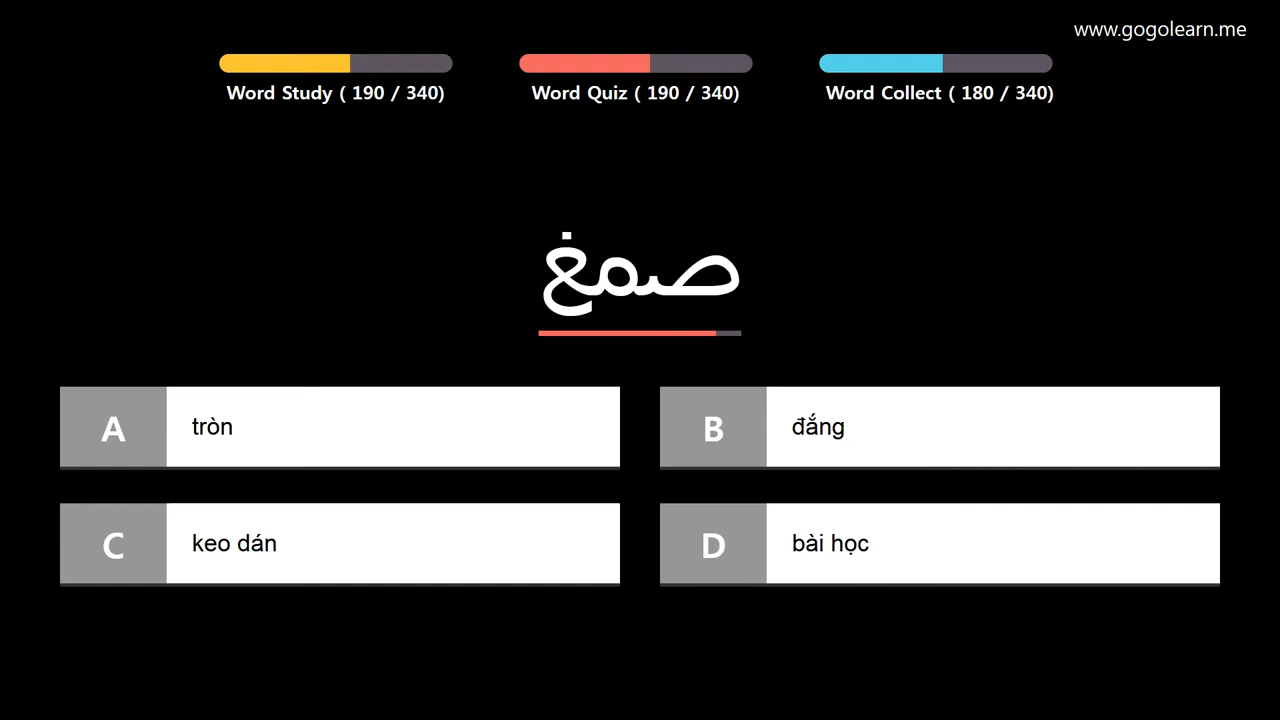 www.gogolearn.me
Word Study ( 190 / 340)
Word Quiz ( 190 / 340)
Word Collect ( 180 / 340)
صمغ
A tròn
B đắng
C keo dán
D bài học